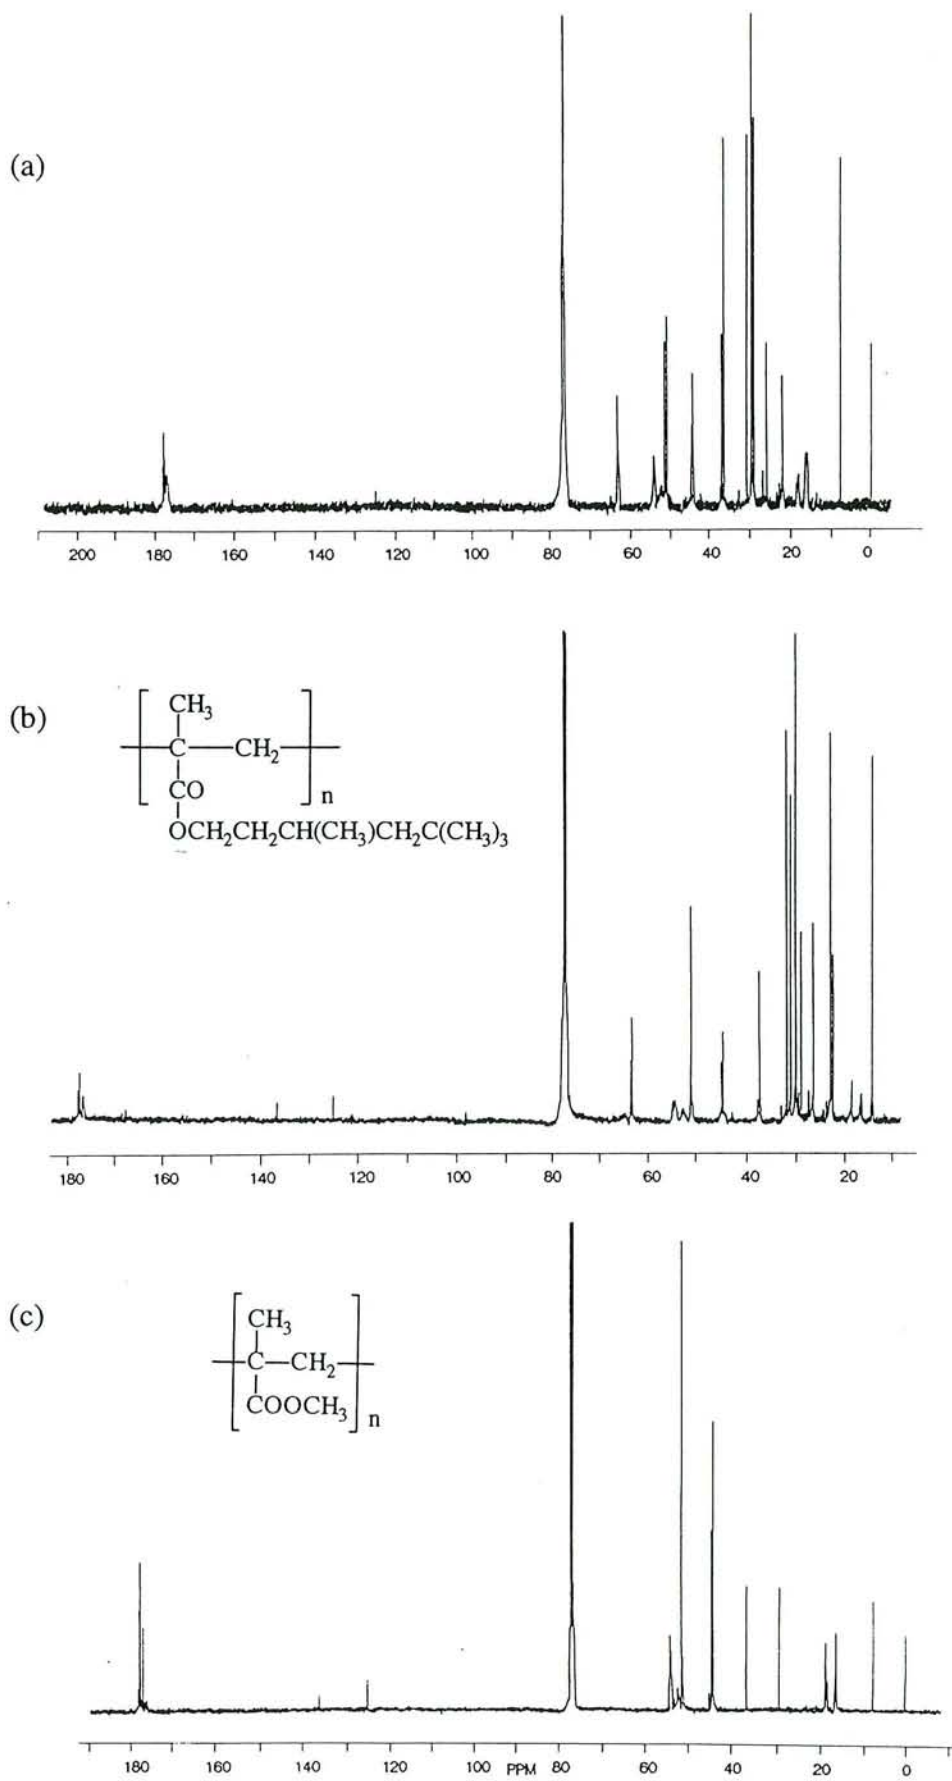 (a)
200 180 160 140 120 100 80 60 40 20 0
(b)
CH3
C CH2
CO
n
OCH2CH2CH(CH3)CH2C(CH3)3
180 160 140 120 100 80 60 40 20
(c)
CH3
C CH2
COOCH3
n
180 160 140 120 100 PPM 80 60 40 20 0